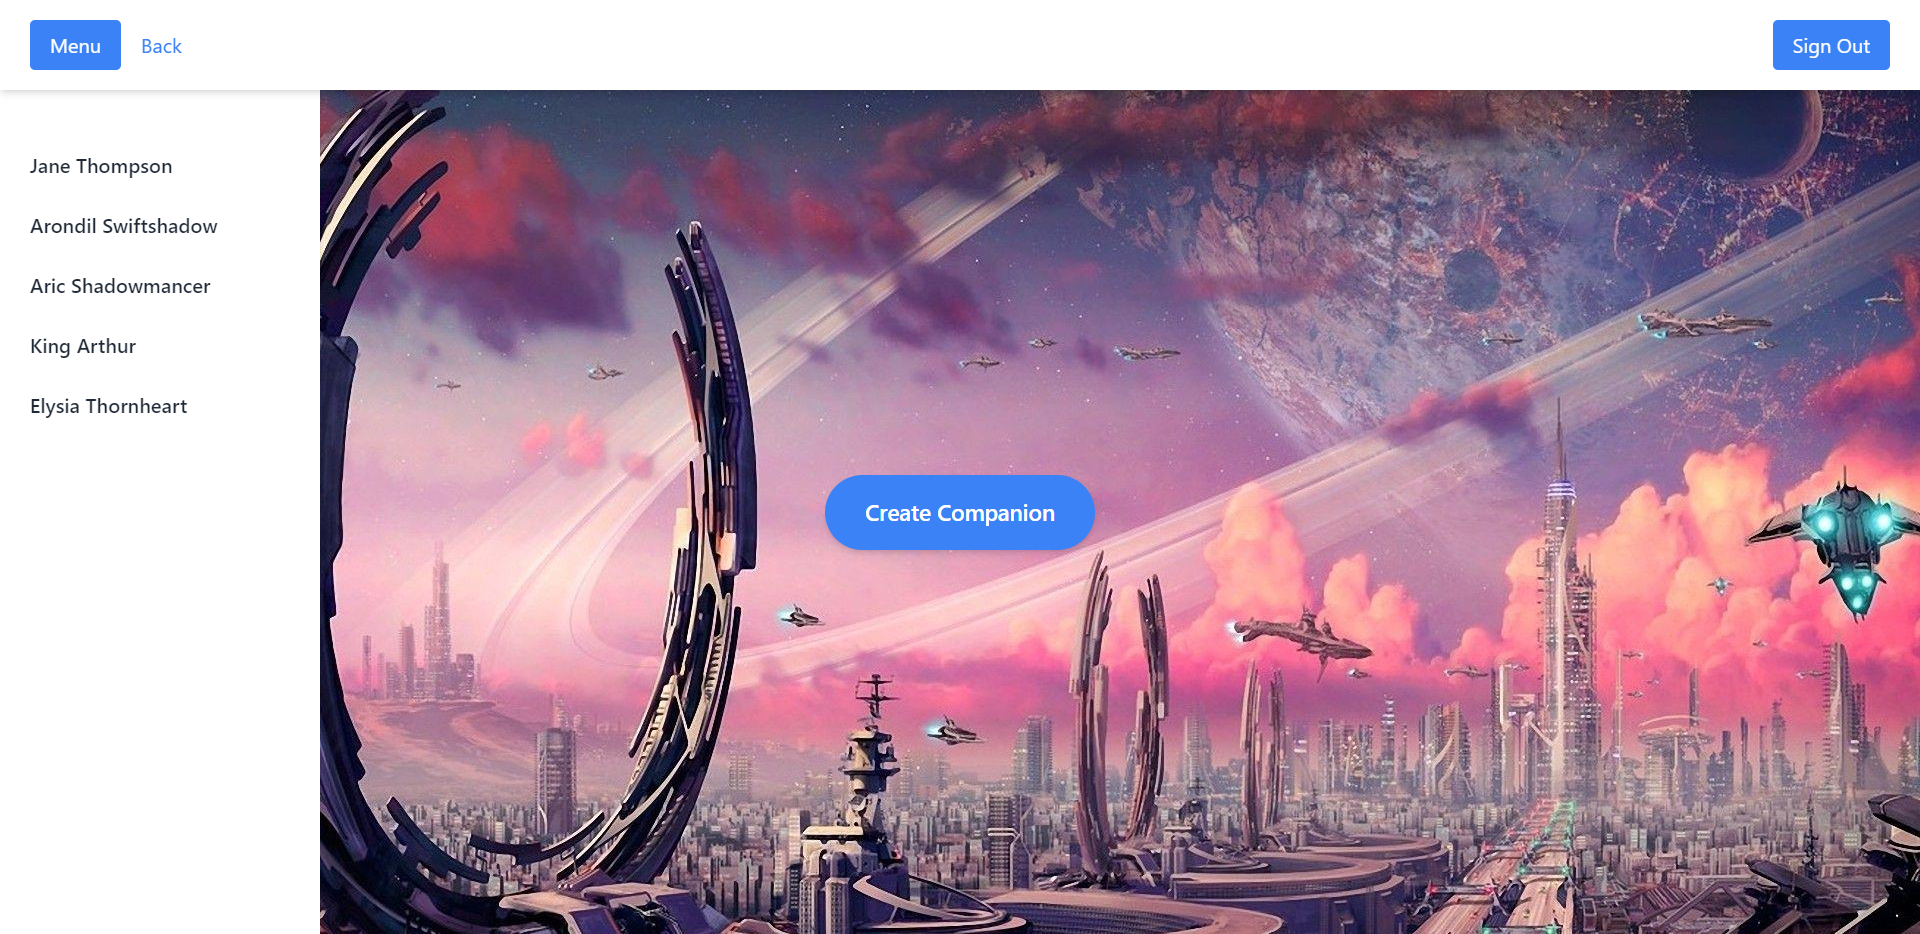 Menu Back Sign Out
Jane Thompson
Arondil Swiftshadow
Aric Shadowmancer
King Arthur
Elysia Thornheart
Create Companion